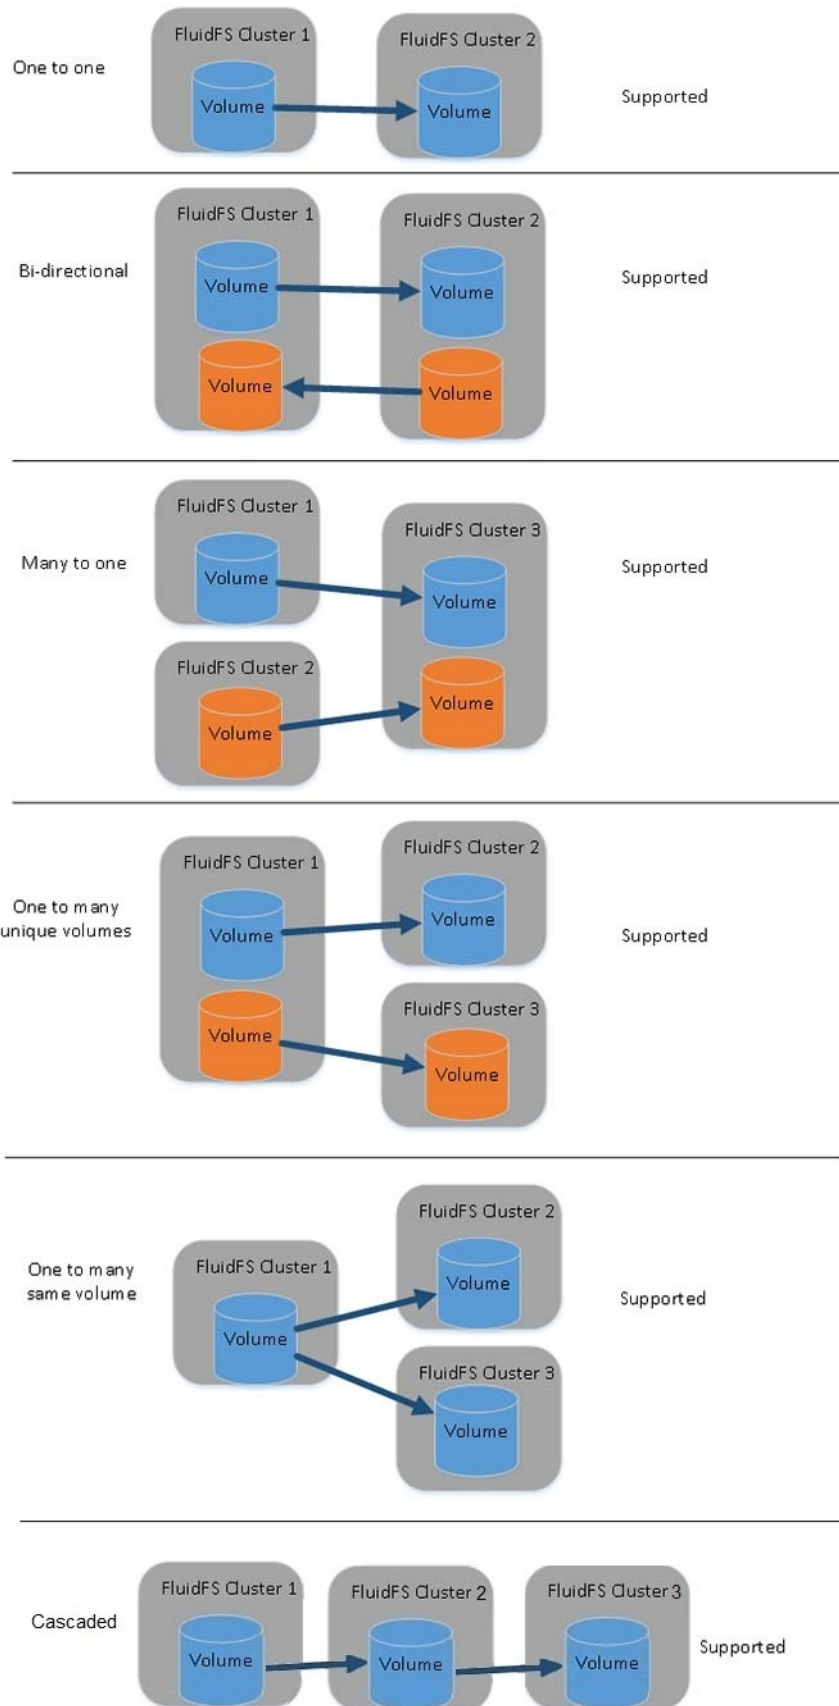 FluidFS Cluster 1
FluidFS Cluster 2
One to one
Volume
Volume
Supported
FluidFS Cluster 1
FluidFS Cluster 2
Bi-directional
Volume
Volume
Supported
Volume
Volume
FluidFS Cluster 1
FluidFS Cluster 3
Many to one
Volume
Volume
Supported
FluidFS Cluster 2
Volume
Volume
FluidFS Cluster 1
FluidFS Cluster 2
One to many
unique volumes
Volume
Volume
Supported
FluidFS Cluster 3
Volume
Volume
FluidFS Cluster 2
FluidFS Cluster 1
One to many
same volume
Volume
Volume
Supported
FluidFS Cluster 3
Volume
FluidFS Cluster 1
FluidFS Cluster 2
FluidFS Cluster 3
Cascaded
Volume
Volume
Volume
Supported